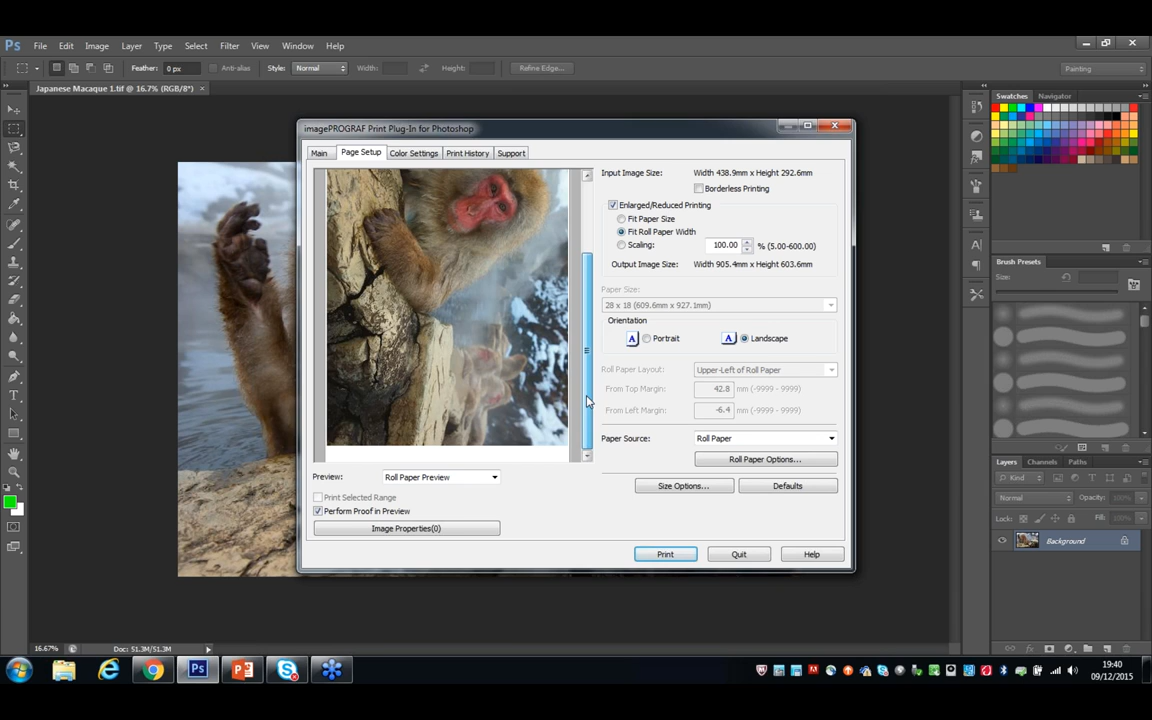 Ps File Edit Image Layer Type Select Filter View Window Help
Feather: 0 px Anti-alias Style: Normal Width: Height: Refine Edge... Painting
Japanese Macaque 1.tif @ 16.7% (RGB/8*) ×
Swatches Navigator
imagePROGRAF Print Plug-In for Photoshop
Main Page Setup Color Settings Print History Support
Input Image Size: Width 438.9mm x Height 292.6mm
Borderless Printing
Enlarged/Reduced Printing
Fit Paper Size
Fit Roll Paper Width
Scaling: 100.00 % (5.00-600.00)
Output Image Size: Width 905.4mm x Height 603.6mm
Paper Size:
28 x 18 (609.6mm x 927.1mm)
Orientation
A Portrait A Landscape
Roll Paper Layout: Upper-Left of Roll Paper
From Top Margin: 42.8 mm (-9999 - 9999)
From Left Margin: -6.4 mm (-9999 - 9999)
Paper Source: Roll Paper
Roll Paper Options...
Size Options... Defaults
Preview: Roll Paper Preview
Print Selected Range
Perform Proof in Preview
Image Properties(0)
Print Quit Help
Brush Presets
Size:
Layers Channels Paths
Kind
Normal Opacity:
Lock: Fill:
Background
16.67% Doc: 51.3M/51.3M
19:40
09/12/2015